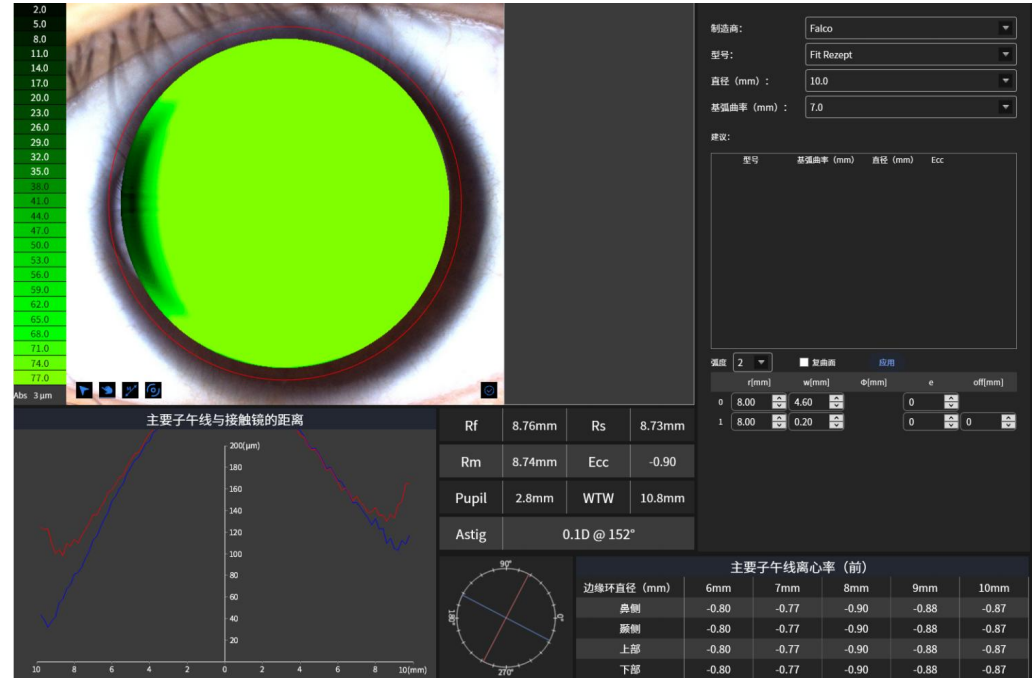 2.0
5.0
8.0
11.0
14.0
17.0
20.0
23.0
26.0
29.0
32.0
35.0
38.0
41.0
44.0
47.0
50.0
53.0
56.0
59.0
62.0
65.0
68.0
71.0
74.0
77.0
Abs 3 μm
制造商： Falco
型号： Fit Rezept
直径（mm）： 10.0
基弧曲率（mm）： 7.0
建议：
型号 基弧曲率（mm） 直径（mm） Ecc
弧度 2 复曲面 应用
r[mm] w[mm] Φ[mm] e off[mm]
0 8.00 4.60 0
1 8.00 0.20 0 0
主要子午线与接触镜的距离
200(μm)
180
160
140
120
100
80
60
40
20
10 8 6 4 2 0 2 4 6 8 10(mm)
Rf 8.76mm Rs 8.73mm
Rm 8.74mm Ecc -0.90
Pupil 2.8mm WTW 10.8mm
Astig 0.1D @ 152°
90°
180° 0°
270°
主要子午线离心率（前）
边缘环直径（mm） 6mm 7mm 8mm 9mm 10mm
鼻侧 -0.80 -0.77 -0.90 -0.88 -0.87
颞侧 -0.80 -0.77 -0.90 -0.88 -0.87
上部 -0.80 -0.77 -0.90 -0.88 -0.87
下部 -0.80 -0.77 -0.90 -0.88 -0.87